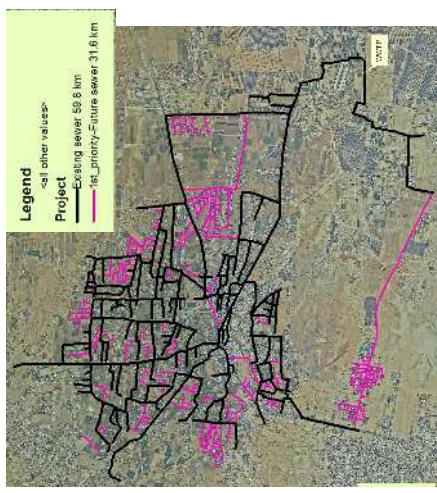 Legend
<all other values>
Project
Existing sewer 59.8 km
1st_priority-Future sewer 31.6 km
WWTP